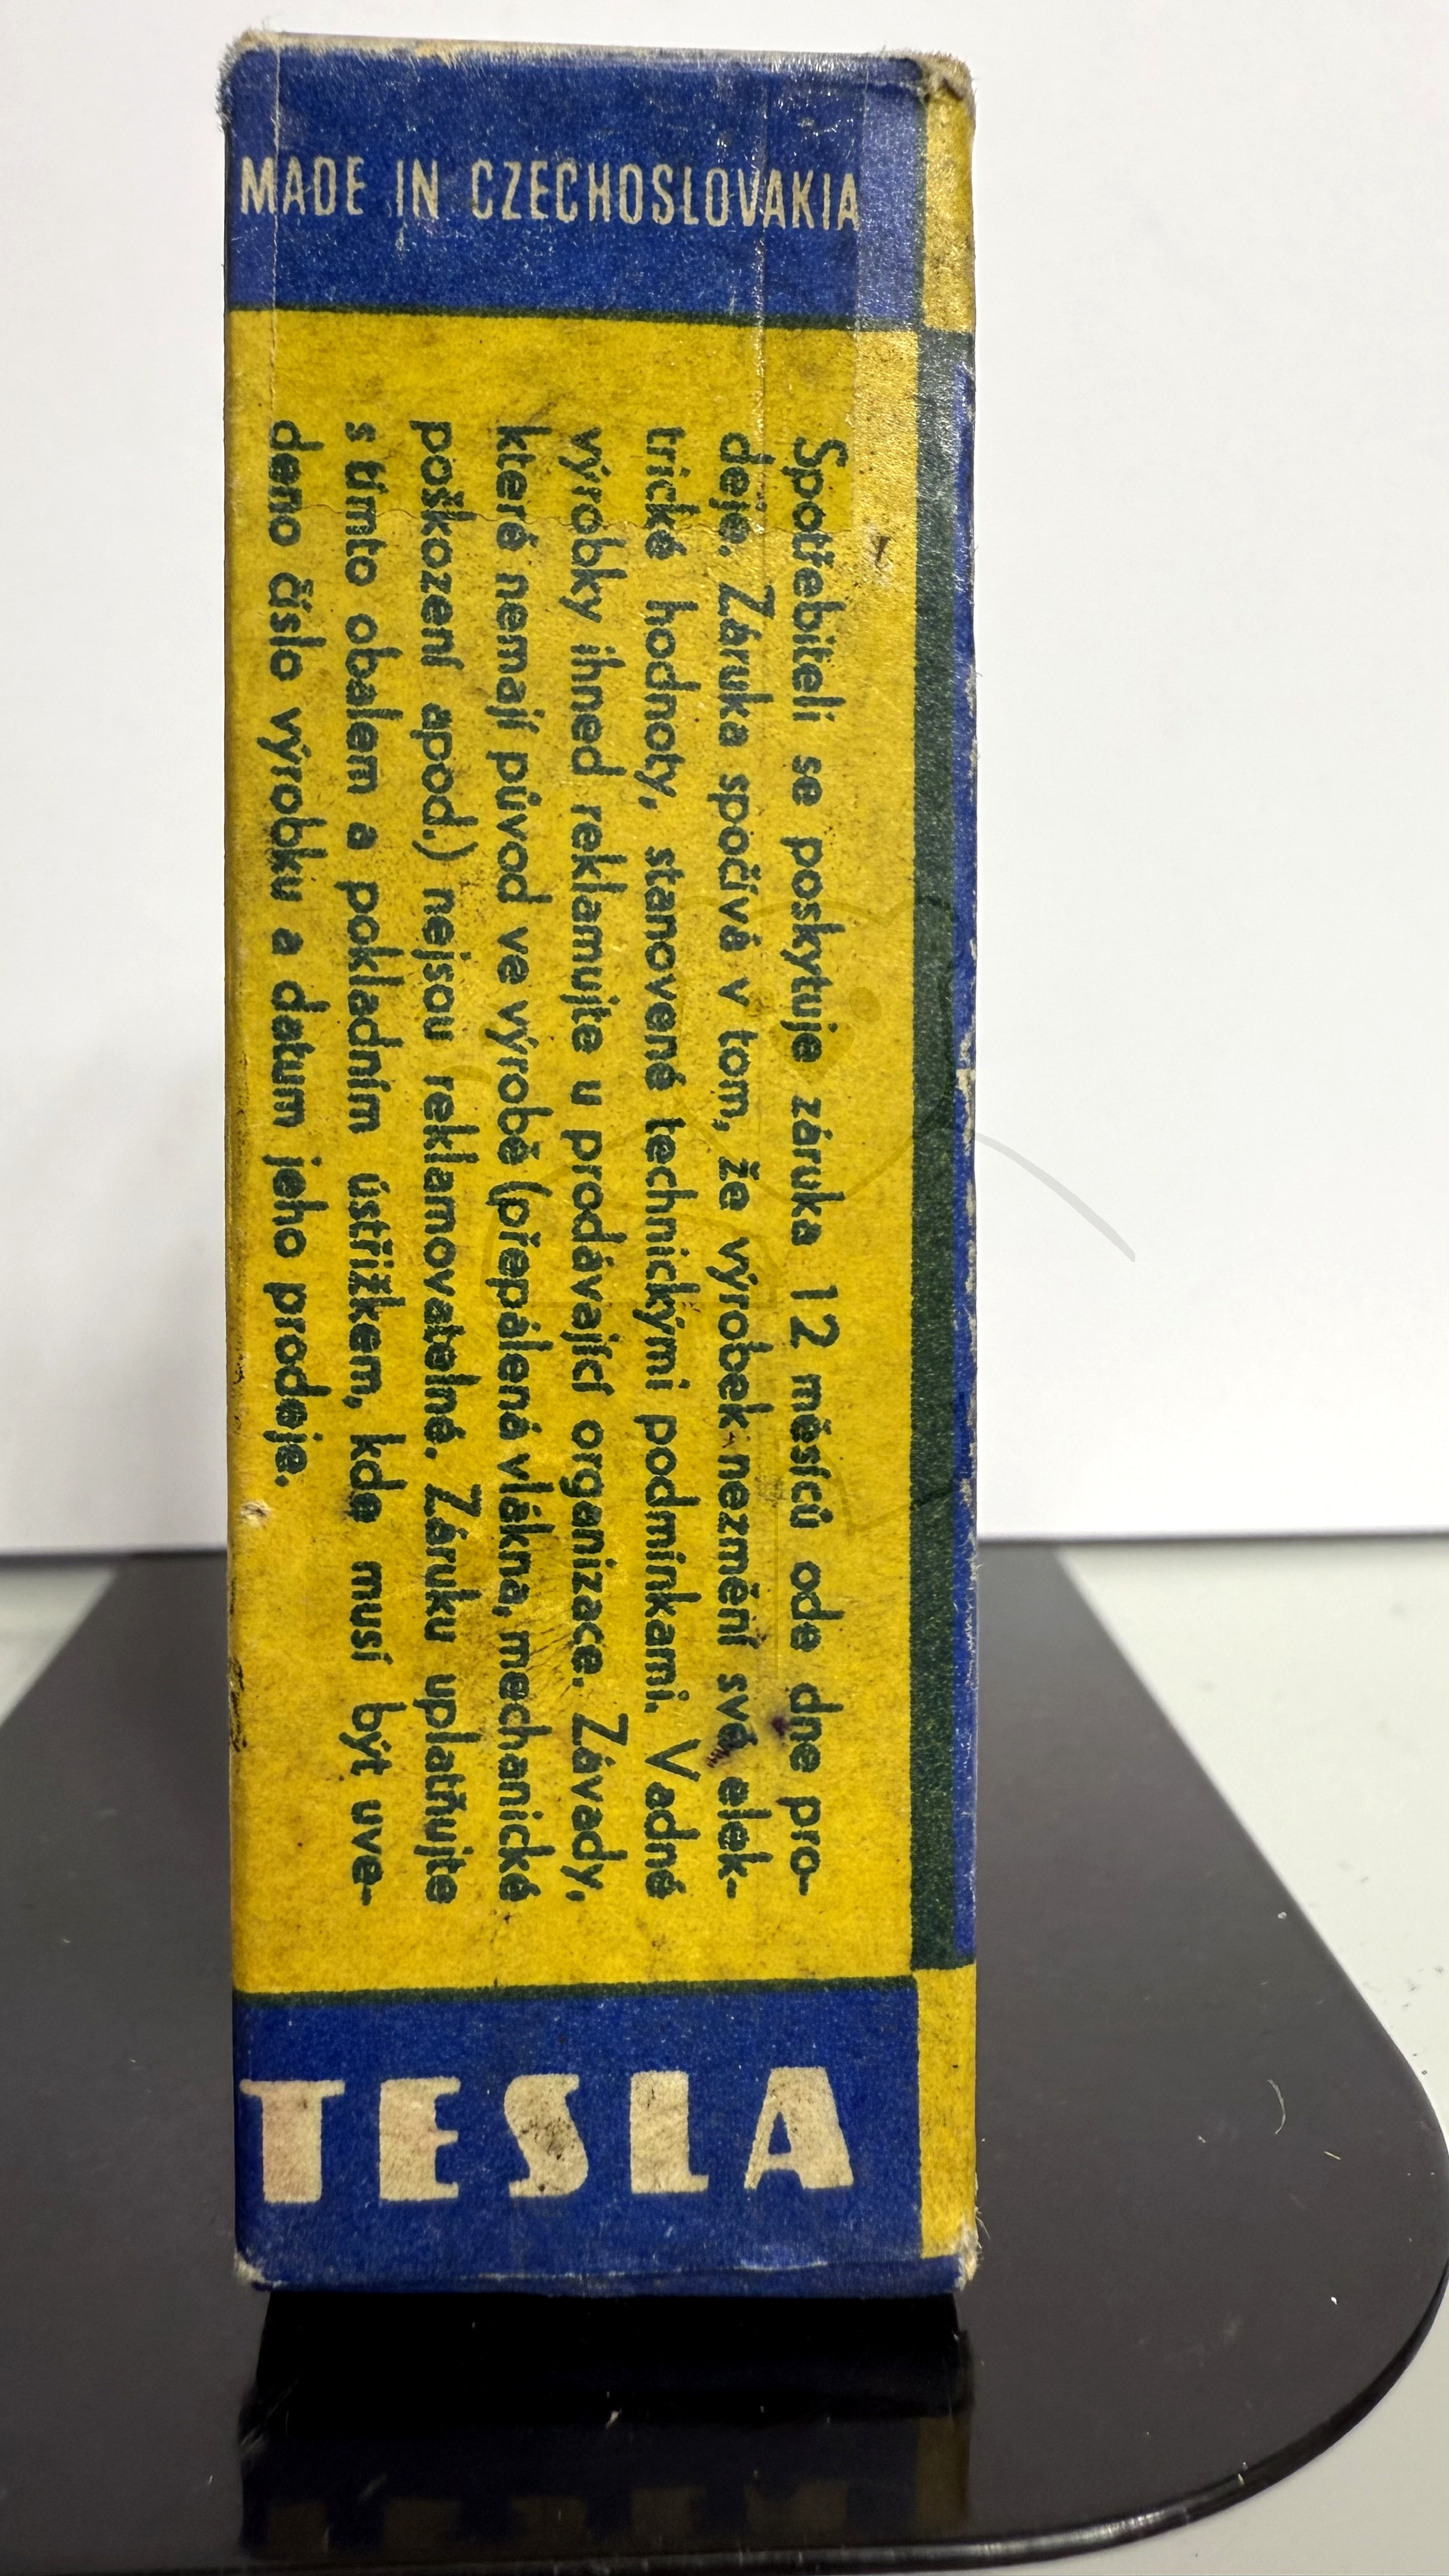 MADE IN CZECHOSLOVAKIA
Spotřebiteli se poskytuje záruka 12 měsíců ode dne pro-
deje. Záruka spočívá v tom, že výrobek nezmění své elek-
trické hodnoty, stanovené technickými podmínkami. Vadné
výrobky ihned reklamujte u prodávající organizace. Závady,
které nemají původ ve výrobě (přepálená vlákna, mechanické
poškození apod.) nejsou reklamovatelné. Záruku uplatňujte
s tímto obalem a pokladním ústřižkem, kde musí být uve-
deno číslo výrobku a datum jeho prodeje.
TESLA